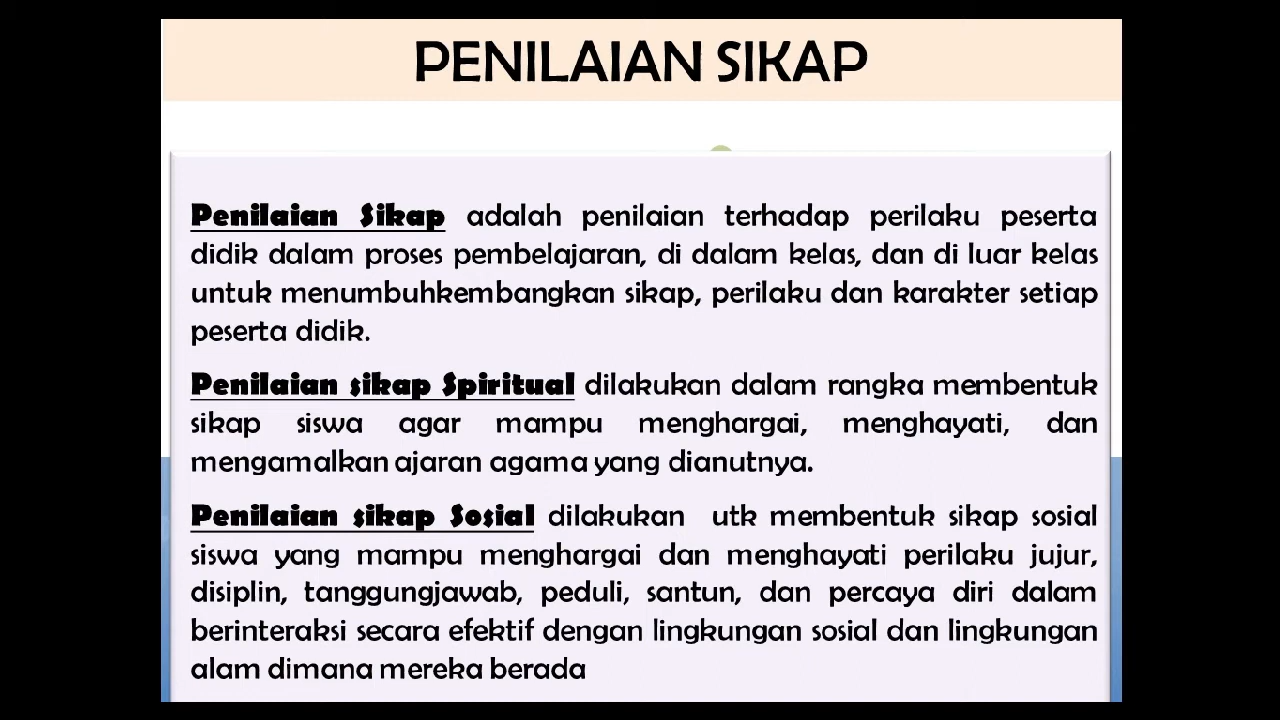 PENILAIAN SIKAP
Penilaian Sikap adalah penilaian terhadap perilaku peserta
didik dalam proses pembelajaran, di dalam kelas, dan di luar kelas
untuk menumbuhkembangkan sikap, perilaku dan karakter setiap
peserta didik.
Penilaian sikap Spiritual dilakukan dalam rangka membentuk
sikap siswa agar mampu menghargai, menghayati, dan
mengamalkan ajaran agama yang dianutnya.
Penilaian sikap Sosial dilakukan utk membentuk sikap sosial
siswa yang mampu menghargai dan menghayati perilaku jujur,
disiplin, tanggungjawab, peduli, santun, dan percaya diri dalam
berinteraksi secara efektif dengan lingkungan sosial dan lingkungan
alam dimana mereka berada